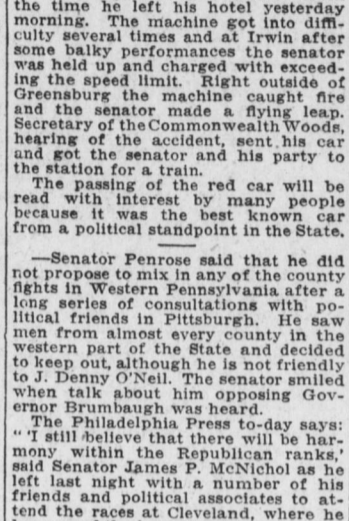 the time he left his hotel yesterday
morning. The machine got into diffi-
culty several times and at Irwin after
some balky performances the senator
was held up and charged with exceed-
ing the speed limit. Right outside of
Greensburg the machine caught fire
and the senator made a flying leap.
Secretary of the Commonwealth Woods,
hearing of the accident, sent his car
and got the senator and his party to
the station for a train.
The passing of the red car will be
read with interest by many people
because it was the best known car
from a political standpoint in the State.
—Senator Penrose said that he did
not propose to mix in any of the county
fights in Western Pennsylvania after a
long series of consultations with po-
litical friends in Pittsburgh. He saw
men from almost every county in the
western part of the State and decided
to keep out, although he is not friendly
to J. Denny O'Neil. The senator smiled
when talk about him opposing Gov-
ernor Brumbaugh was heard.
The Philadelphia Press to-day says:
"'I still believe that there will be har-
mony within the Republican ranks,'
said Senator James P. McNichol as he
left last night with a number of his
friends and political associates to at-
tend the races at Cleveland, where he